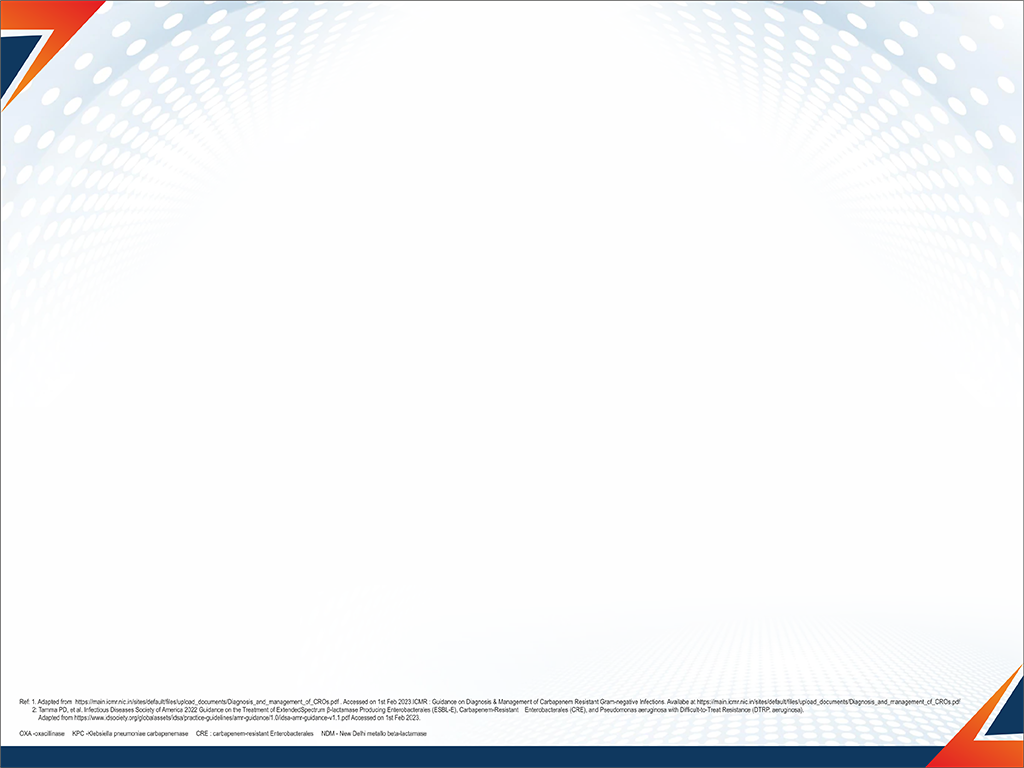 Ref: 1. Adapted from https://main.icmr.nic.in/sites/default/files/upload_documents/Diagnosis_and_management_of_CROs.pdf . Accessed on 1st Feb 2023.ICMR : Guidance on Diagnosis & Management of Carbapenem Resistant Gram-negative Infections. Availabe at: https://main.icmr.nic.in/sites/default/files/upload_documents/Diagnosis_and_management_of_CROs.pdf
2: Tamma PD, et al. Infectious Diseases Society of America 2022 Guidance on the Treatment of ExtendedSpectrum β-lactamase Producing Enterobacterales (ESBL-E), Carbapenem-Resistant Enterobacterales (CRE), and Pseudomonas aeruginosa with Difficult-to-Treat Resistance (DTRP. aeruginosa).
Adapted from https://www.idsociety.org/globalassets/idsa/practice-guidelines/amr-guidance/1.0/idsa-amr-guidance-v1.1.pdf Accessed on 1st Feb 2023.
OXA -oxacillinase KPC -Klebsiella pneumoniae carbapenemase CRE : carbapenem-resistant Enterobacterales NDM - New Delhi metallo beta-lactamase